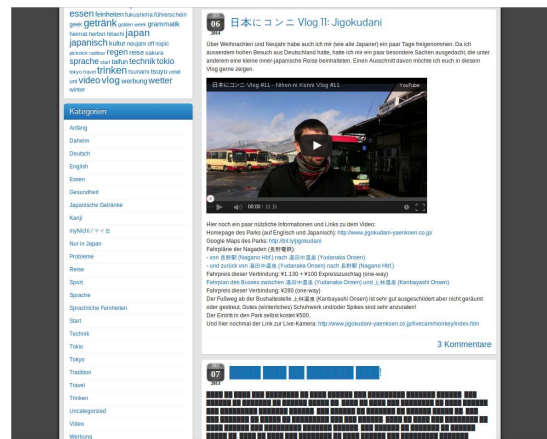 essen feinheiten fukushima führerschein
geek getränk golden week grammatik
heimat herbst hitachi japan
japanisch kultur neujahr off-topic
picknick radtour regen reise sakura
sprache start taifun technik tokio
tokyo travel trinken tsunami tsuyu unfall
uni video vlog werbung wetter
winter
Kategorien
Anfang
Daheim
Deutsch
English
Essen
Gesundheit
Japanische Getränke
Kanji
myNichi / マイ日
Nur in Japan
Probleme
Reise
Sport
Sprache
Sprachliche Feinheiten
Start
Technik
Tokio
Tokyo
Tradition
Travel
Trinken
Uncategorized
Video
Werbung
06
2014
日本にコンニ Vlog 11: Jigokudani
Über Weihnachten und Neujahr habe auch ich mir (wie alle Japaner) ein paar Tage freigenommen. Da ich
ausserdem hohen Besuch aus Deutschland hatte, hatte ich mir ein paar besondere Sachen ausgedacht, die unter
anderem eine kleine inner-japanische Reise beinhalteten. Einen Ausschnitt davon möchte ich euch in diesem
Vlog gerne zeigen.
日本にコンニ Vlog #11 - Nihon-ni Konni Vlog #11
YouTube
00:00 / 13:15
Hier noch ein paar nützliche Informationen und Links zu dem Video:
Homepage des Parks (auf Englisch und Japanisch): http://www.jigokudani-yaenkoen.co.jp/
Google Maps des Parks: http://bit.ly/jigokudani
Fahrpläne der Nagaden (長野電鉄):
- von 長野駅 (Nagano Hbf.) nach 湯田中温泉 (Yudanaka Onsen)
- und zurück von 湯田中温泉 (Yudanaka Onsen) nach 長野駅 (Nagano Hbf.)
Fahrpreis dieser Verbindung: ¥1.130 + ¥100 Expresszuschlag (one-way)
Fahrplan des Busses zwischen 湯田中温泉 (Yudanaka Onsen) und 上林温泉 (Kanbayashi Onsen)
Fahrpreis dieser Verbindung: ¥280 (one-way)
Der Fußweg ab der Bushaltestelle 上林温泉 (Kanbayashi Onsen) ist sehr gut ausgeschildert aber nicht geräumt
oder gestreut. Gutes (winterliches) Schuhwerk und/oder Spikes sind sehr anzuraten!
Der Eintritt in den Park selbst kostet ¥500.
Und hier nochmal der Link zur Live-Kamera: http://www.jigokudani-yaenkoen.co.jp/livecam/monkey/index.htm
3 Kommentare
07
2013